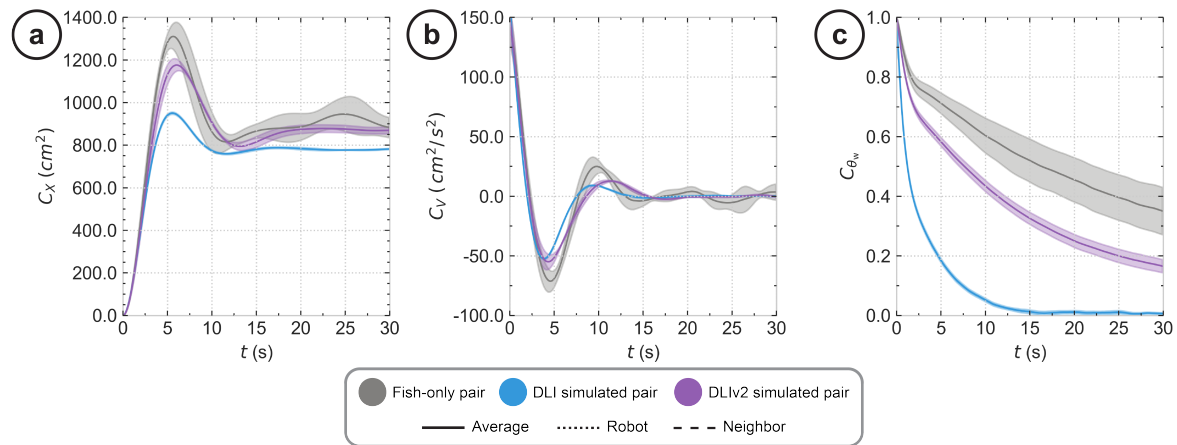 a
1400.0
1200.0
1000.0
800.0
600.0
400.0
200.0
0.0
C_X (cm²)
0 5 10 15 20 25 30
t (s)
b
150.0
100.0
50.0
0.0
-50.0
-100.0
C_V (cm²/s²)
0 5 10 15 20 25 30
t (s)
c
1.0
0.8
0.6
0.4
0.2
0.0
C_θ_w
0 5 10 15 20 25 30
t (s)
Fish-only pair DLI simulated pair DLIv2 simulated pair
Average Robot Neighbor